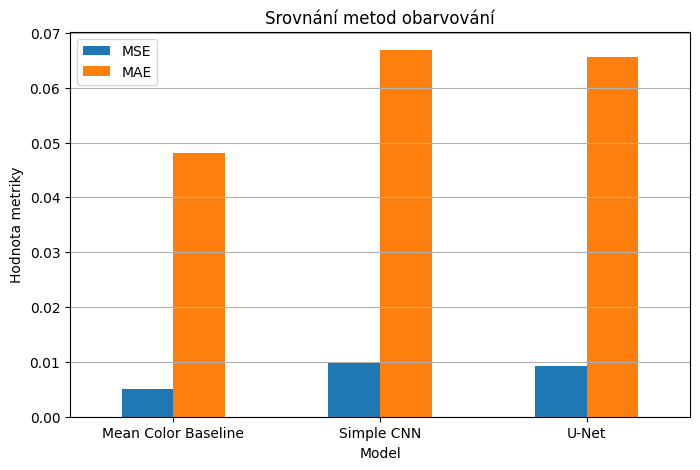 Srovnání metod obarvování
MSE
MAE
Hodnota metriky
0.07
0.06
0.05
0.04
0.03
0.02
0.01
0.00
Mean Color Baseline
Simple CNN
U-Net
Model